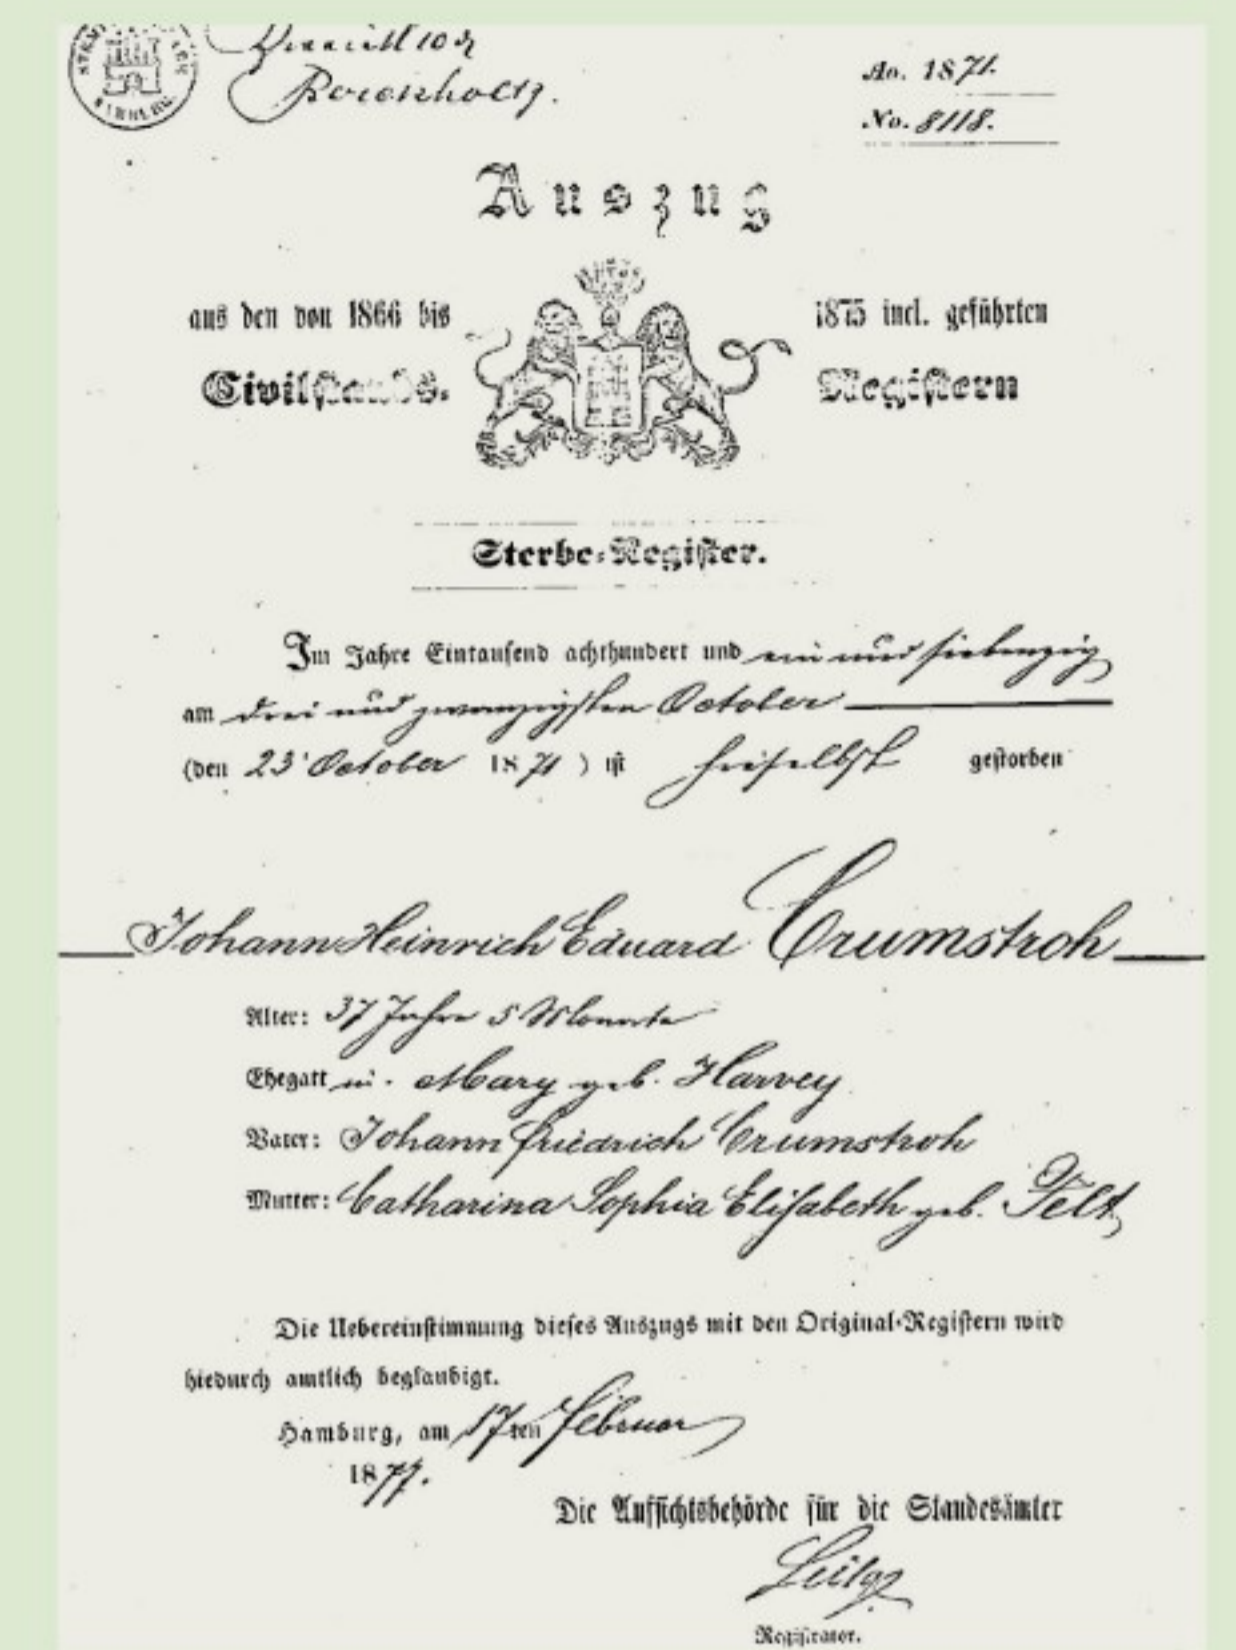 Ao. 1871.
No. 8118.
Auszug
aus den von 1866 bis 1875 incl. geführten
Civilstands- Registern
Sterbe-Register.
Im Jahre Eintausend achthundert und ein und siebenzig
am drei und zwanzigsten October
(den 23' October 1871) ist hieselbst gestorben
Johann Heinrich Eduard Crumstroh
Alter: 37 Jahre 5 Monate
Ehegatt in. Mary geb. Harvey
Vater: Johann Friedrich Crumstroh
Mutter: Catharina Sophia Elisabeth geb. Felt
Die Uebereinstimmung dieses Auszugs mit den Original-Registern wird
hiedurch amtlich beglaubigt.
Hamburg, am 17ten Februar
1877.
Die Aufsichtsbehörde für die Standesämter
Registrator.